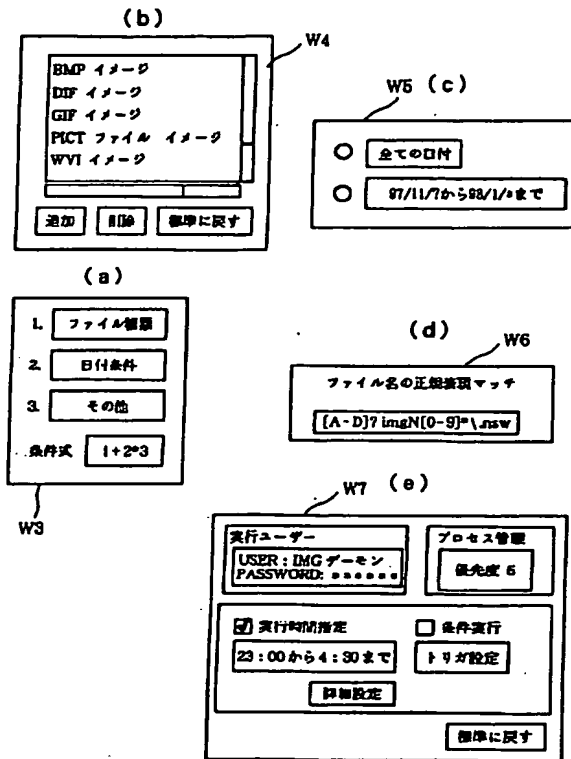 (b)
W4
BMP イメージ
DIF イメージ
GIF イメージ
PICT ファイル イメージ
WVI イメージ
追加 削除 標準に戻す
W5 (c)
全ての日付
97/11/7から98/1/*まで
(a)
1. ファイル種類
2. 日付条件
3. その他
条件式 1+2*3
W3
(d)
W6
ファイル名の正規表現マッチ
[A-D]?imgN[0-9]*\.nsw
(e)
W7
実行ユーザー
USER : IMG デーモン
PASSWORD: ******
プロセス管理
優先度 5
実行時間指定
条件実行
23:00から4:30まで
トリガ設定
詳細設定
標準に戻す